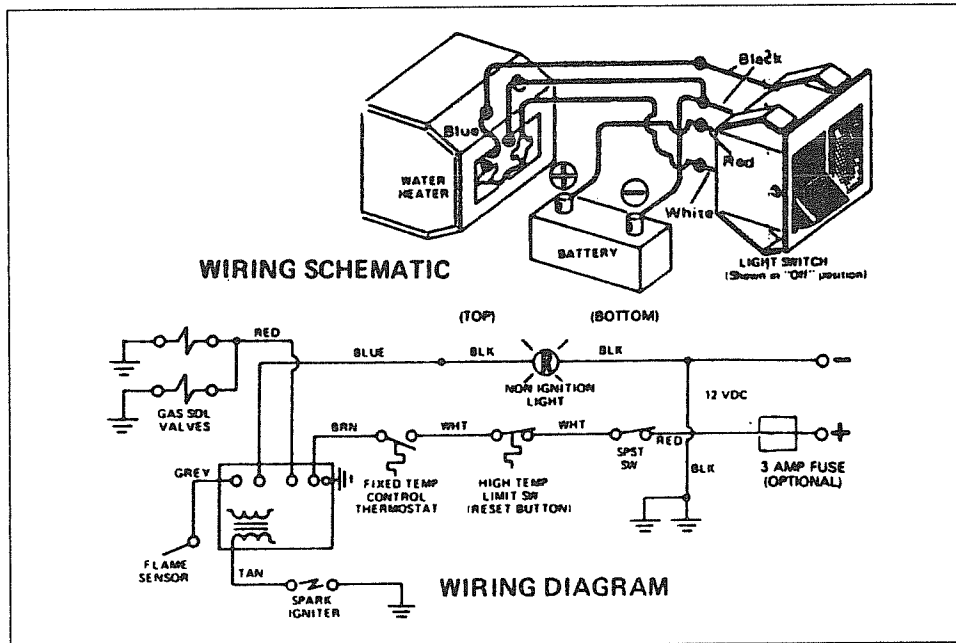 Black
Blue
WATER
HEATER
Red
+
−
White
BATTERY
WIRING SCHEMATIC
LIGHT SWITCH
(Shown in "Off" position)
(TOP)
(BOTTOM)
RED
BLUE
BLK
BLK
−
NON IGNITION
LIGHT
12 VDC
GAS SOL
VALVES
BRN
WHT
WHT
RED
+
SPST
SW
3 AMP FUSE
(OPTIONAL)
GREY
FIXED TEMP
CONTROL
THERMOSTAT
HIGH TEMP
LIMIT SW
(RESET BUTTON)
BLK
FLAME
SENSOR
TAN
SPARK
IGNITER
WIRING DIAGRAM